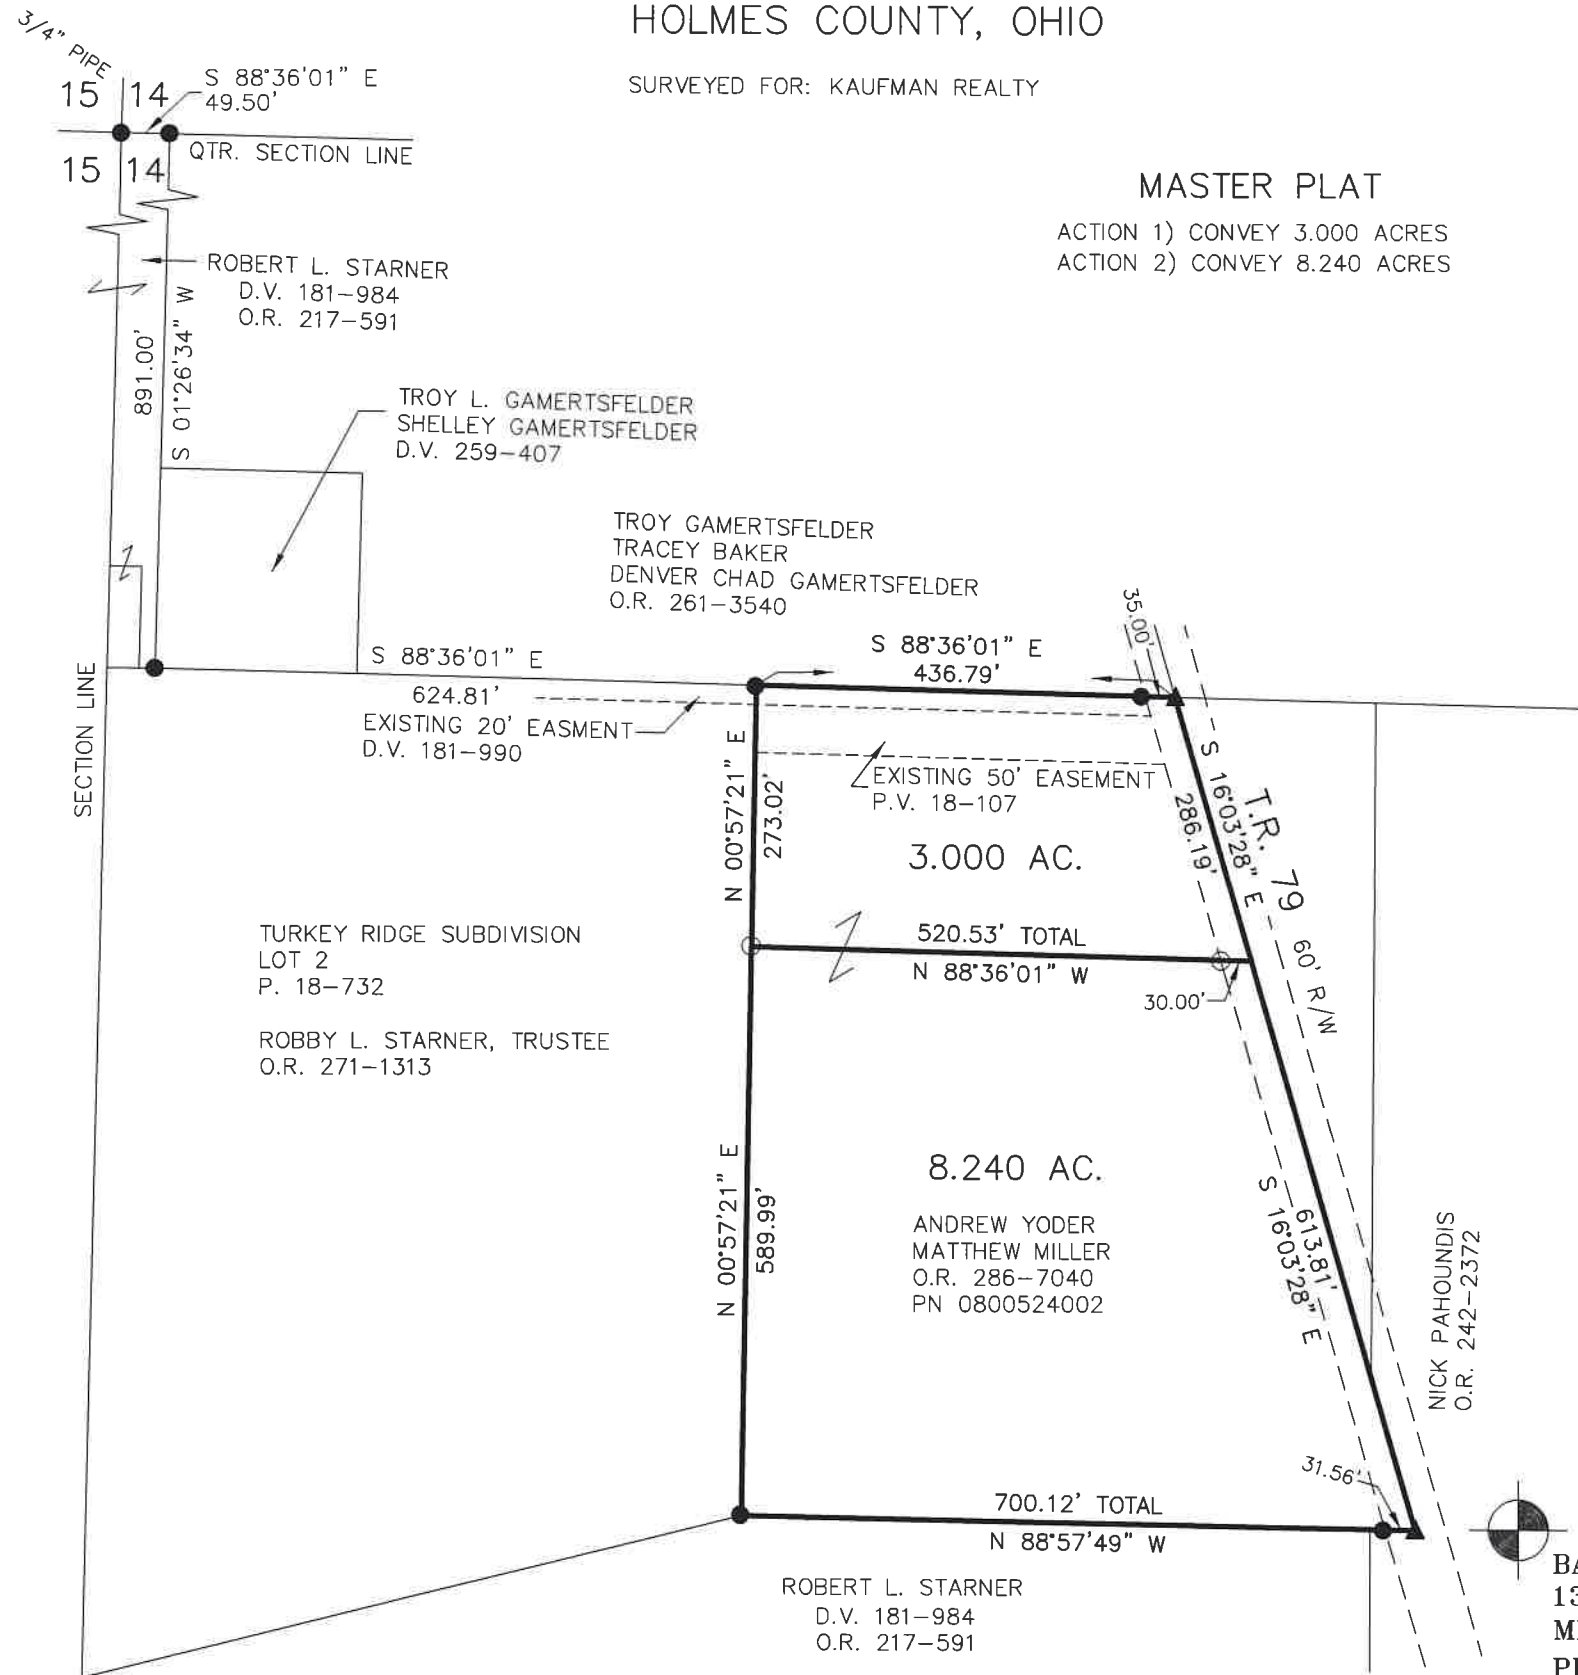 HOLMES COUNTY, OHIO
SURVEYED FOR: KAUFMAN REALTY
3/4" PIPE
15 14
S 88°36'01" E
49.50'
QTR. SECTION LINE
15 14
MASTER PLAT
ACTION 1) CONVEY 3.000 ACRES
ACTION 2) CONVEY 8.240 ACRES
ROBERT L. STARNER
D.V. 181-984
O.R. 217-591
891.00'
S 01°26'34" W
TROY L. GAMERTSFELDER
SHELLEY GAMERTSFELDER
D.V. 259-407
TROY GAMERTSFELDER
TRACEY BAKER
DENVER CHAD GAMERTSFELDER
O.R. 261-3540
35.00'
S 88°36'01" E
436.79'
S 88°36'01" E
624.81'
EXISTING 20' EASMENT
D.V. 181-990
SECTION LINE
N 00°57'21" E
273.02'
EXISTING 50' EASEMENT
P.V. 18-107
S 16°03'28" E
286.19'
T.R. 79 60' R/W
3.000 AC.
520.53' TOTAL
N 88°36'01" W
30.00'
TURKEY RIDGE SUBDIVISION
LOT 2
P. 18-732
ROBBY L. STARNER, TRUSTEE
O.R. 271-1313
N 00°57'21" E
589.99'
8.240 AC.
ANDREW YODER
MATTHEW MILLER
O.R. 286-7040
PN 0800524002
613.81'
S 16°03'28" E
NICK PAHOUNDIS
O.R. 242-2372
31.56'
700.12' TOTAL
N 88°57'49" W
ROBERT L. STARNER
D.V. 181-984
O.R. 217-591
BA
13